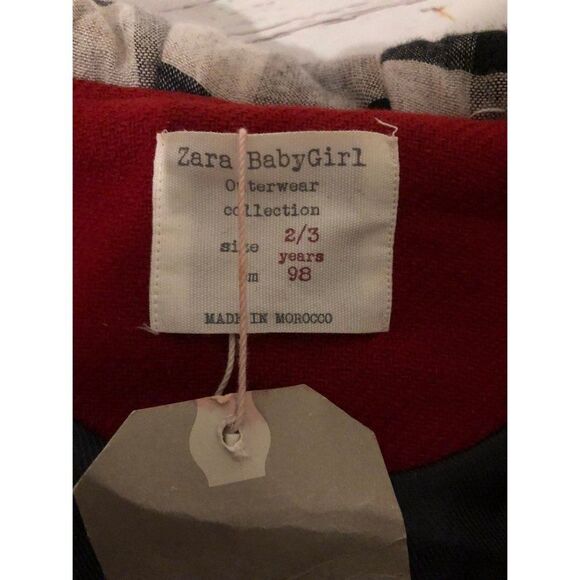 Zara BabyGirl
Outerwear
collection
size 2/3
years
cm 98
MADE IN MOROCCO